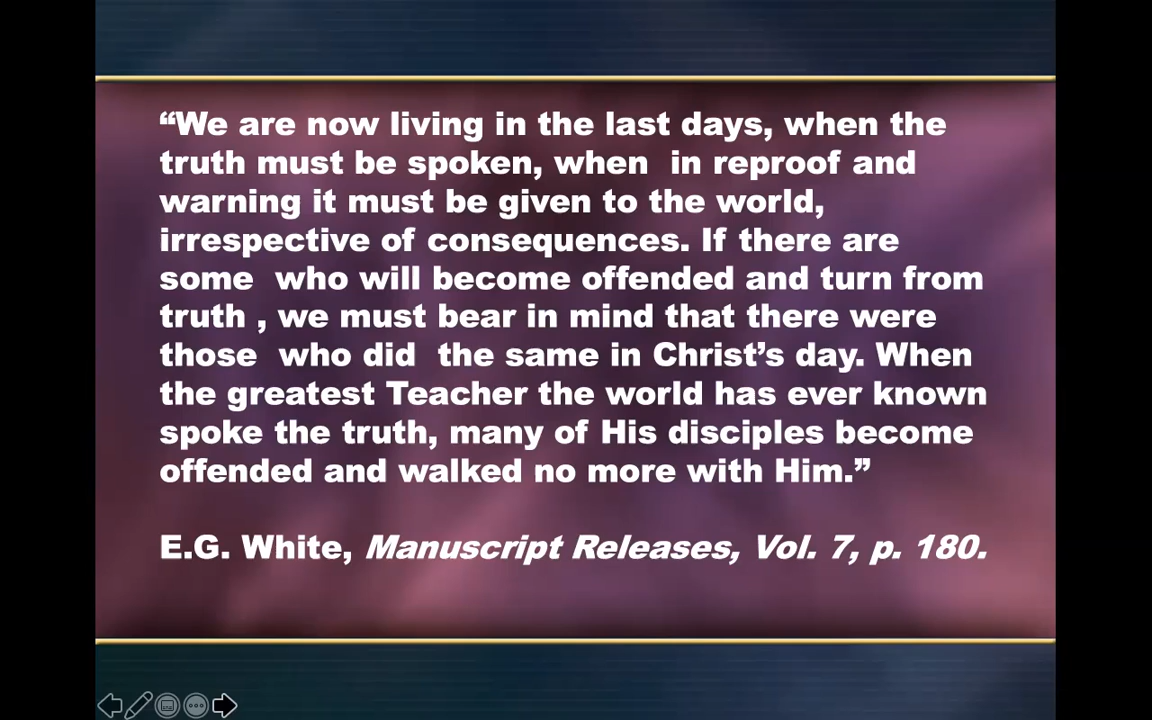 “We are now living in the last days, when the
truth must be spoken, when  in reproof and
warning it must be given to the world,
irrespective of consequences. If there are
some  who will become offended and turn from
truth , we must bear in mind that there were
those  who did  the same in Christ’s day. When
the greatest Teacher the world has ever known
spoke the truth, many of His disciples become
offended and walked no more with Him.”
E.G. White, Manuscript Releases, Vol. 7, p. 180.